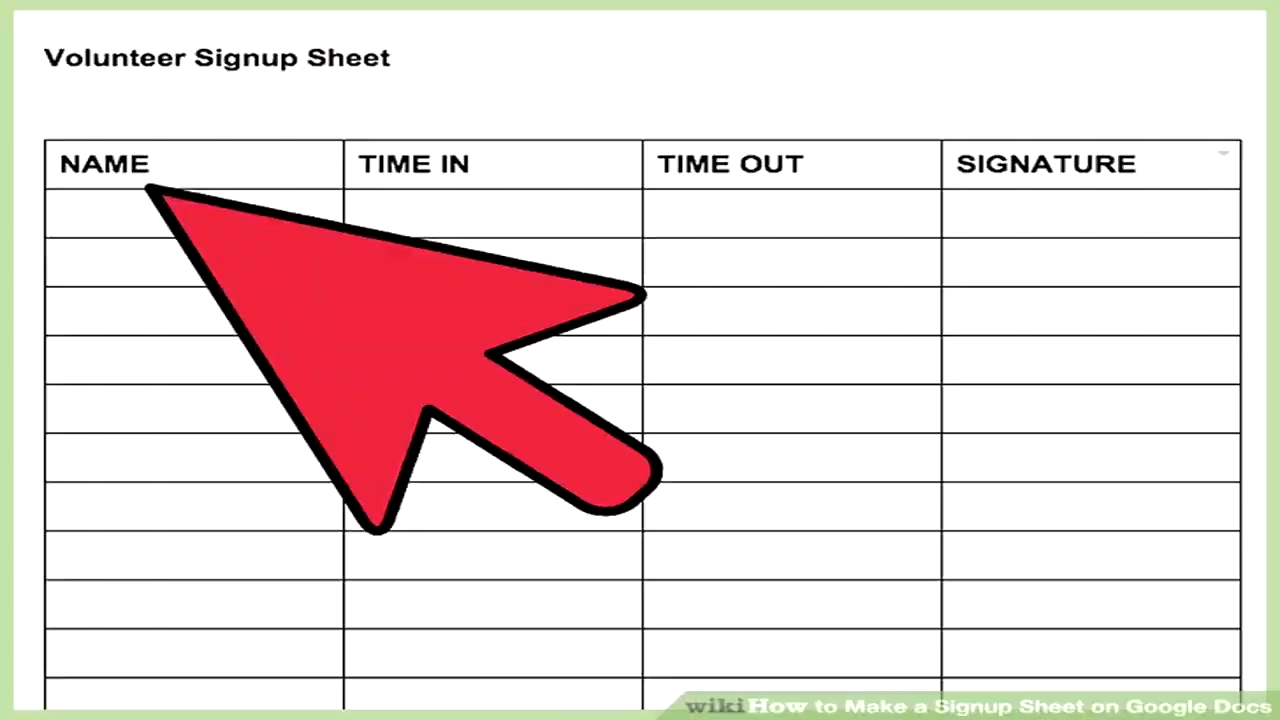 Volunteer Signup Sheet
NAME TIME IN TIME OUT SIGNATURE
wikiHow to Make a Signup Sheet on Google Docs